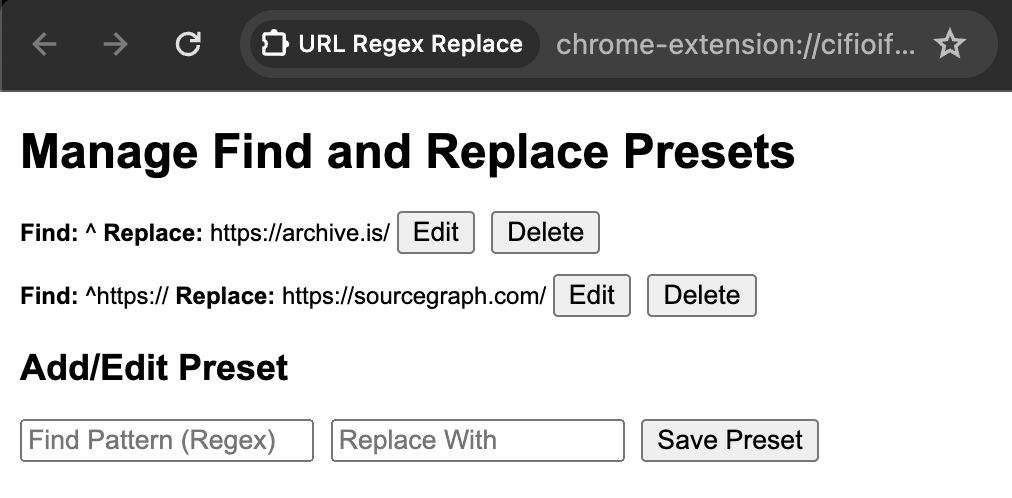 URL Regex Replace chrome-extension://cifioif...
Manage Find and Replace Presets
Find: ^ Replace: https://archive.is/ Edit Delete
Find: ^https:// Replace: https://sourcegraph.com/ Edit Delete
Add/Edit Preset
Find Pattern (Regex) Replace With Save Preset